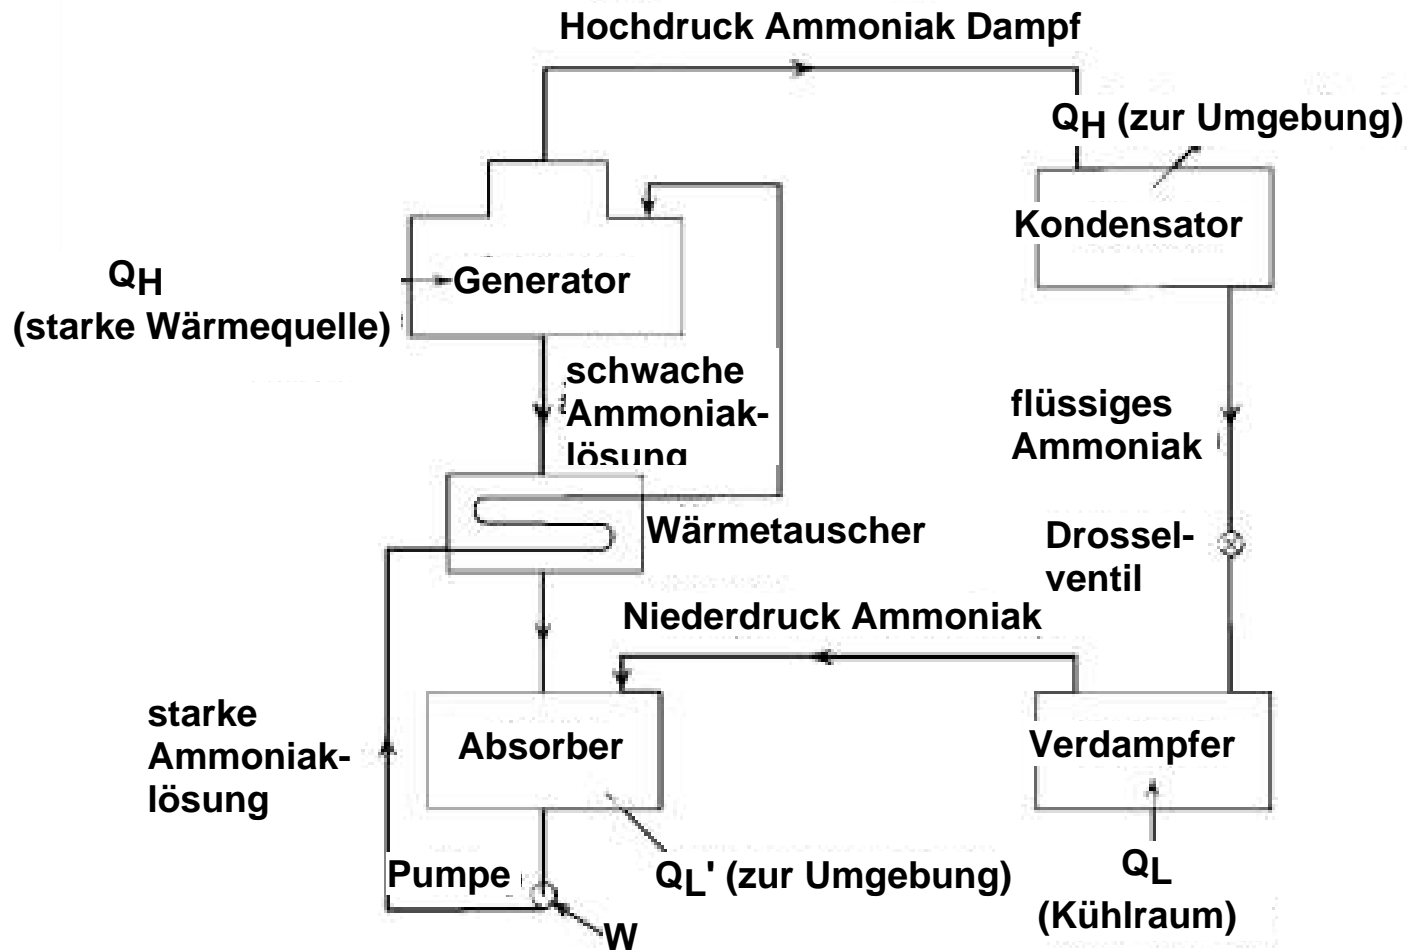 Hochdruck Ammoniak Dampf
QH (zur Umgebung)
Kondensator
Generator
QH
(starke Wärmequelle)
schwache
Ammoniak-
lösung
flüssiges
Ammoniak
Wärmetauscher
Drossel-
ventil
Niederdruck Ammoniak
starke
Ammoniak-
lösung
Absorber
Verdampfer
Pumpe
QL' (zur Umgebung)
QL
(Kühlraum)
W